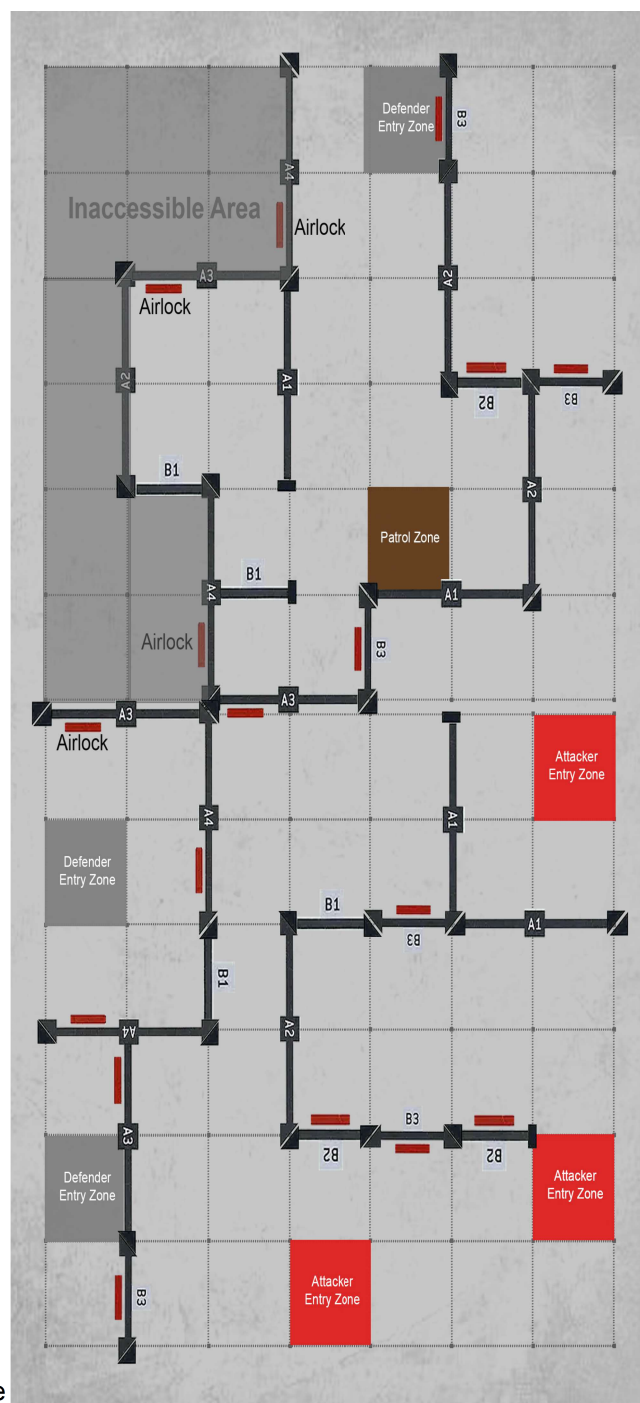 Defender
Entry Zone
B3
A4
Inaccessible Area
Airlock
A3
Airlock
A2
A2
A1
B2
B3
B1
A2
Patrol Zone
B1
A4
A1
Airlock
B3
A3
A3
Airlock
Attacker
Entry Zone
A4
A1
Defender
Entry Zone
B1
B3
A1
B1
A4
A2
A3
B3
B2
B2
Defender
Entry Zone
Attacker
Entry Zone
Attacker
Entry Zone
B3
e